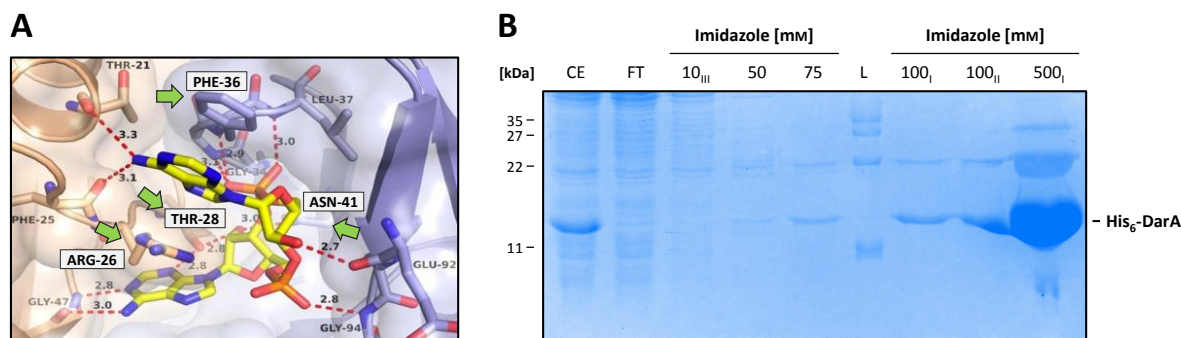 A
THR-21
PHE-36
LEU-37
3.3
3.0
2.9
3.1
GLY-34
3.1
ASN-41
THR-28
PHE-25
3.0
2.8
2.7
ARG-26
2.8
GLU-92
GLY-47
2.8
3.0
2.8
GLY-94
B
Imidazole [mM] Imidazole [mM]
[kDa] CE FT 10III 50 75 L 100I 100II 500I
35
27
22
11
His6-DarA